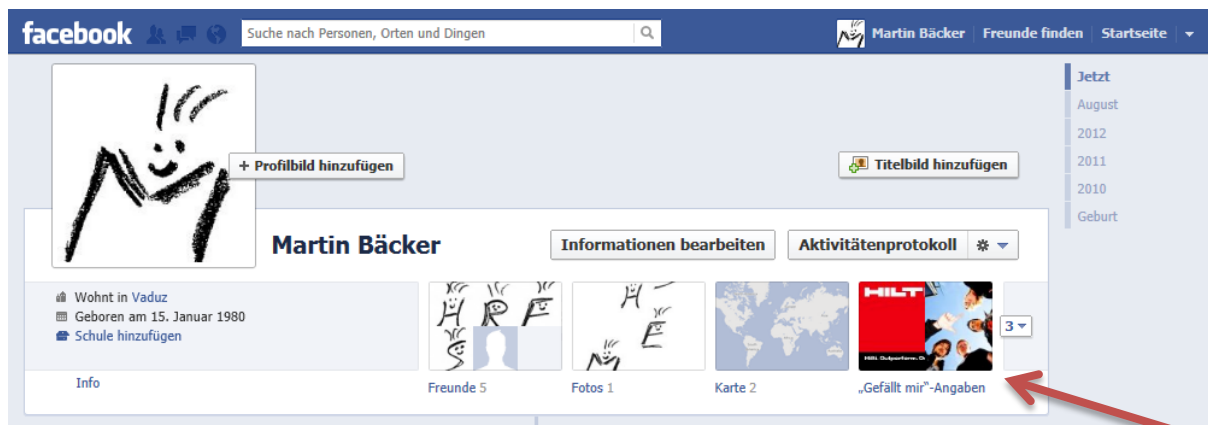 facebook
Suche nach Personen, Orten und Dingen
Martin Bäcker
Freunde finden
Startseite
Jetzt
August
2012
2011
2010
Geburt
+ Profilbild hinzufügen
Titelbild hinzufügen
Martin Bäcker
Informationen bearbeiten
Aktivitätenprotokoll
Wohnt in Vaduz
Geboren am 15. Januar 1980
Schule hinzufügen
Info
HILT
Hilti. Outperform.
3
Freunde 5
Fotos 1
Karte 2
„Gefällt mir“-Angaben